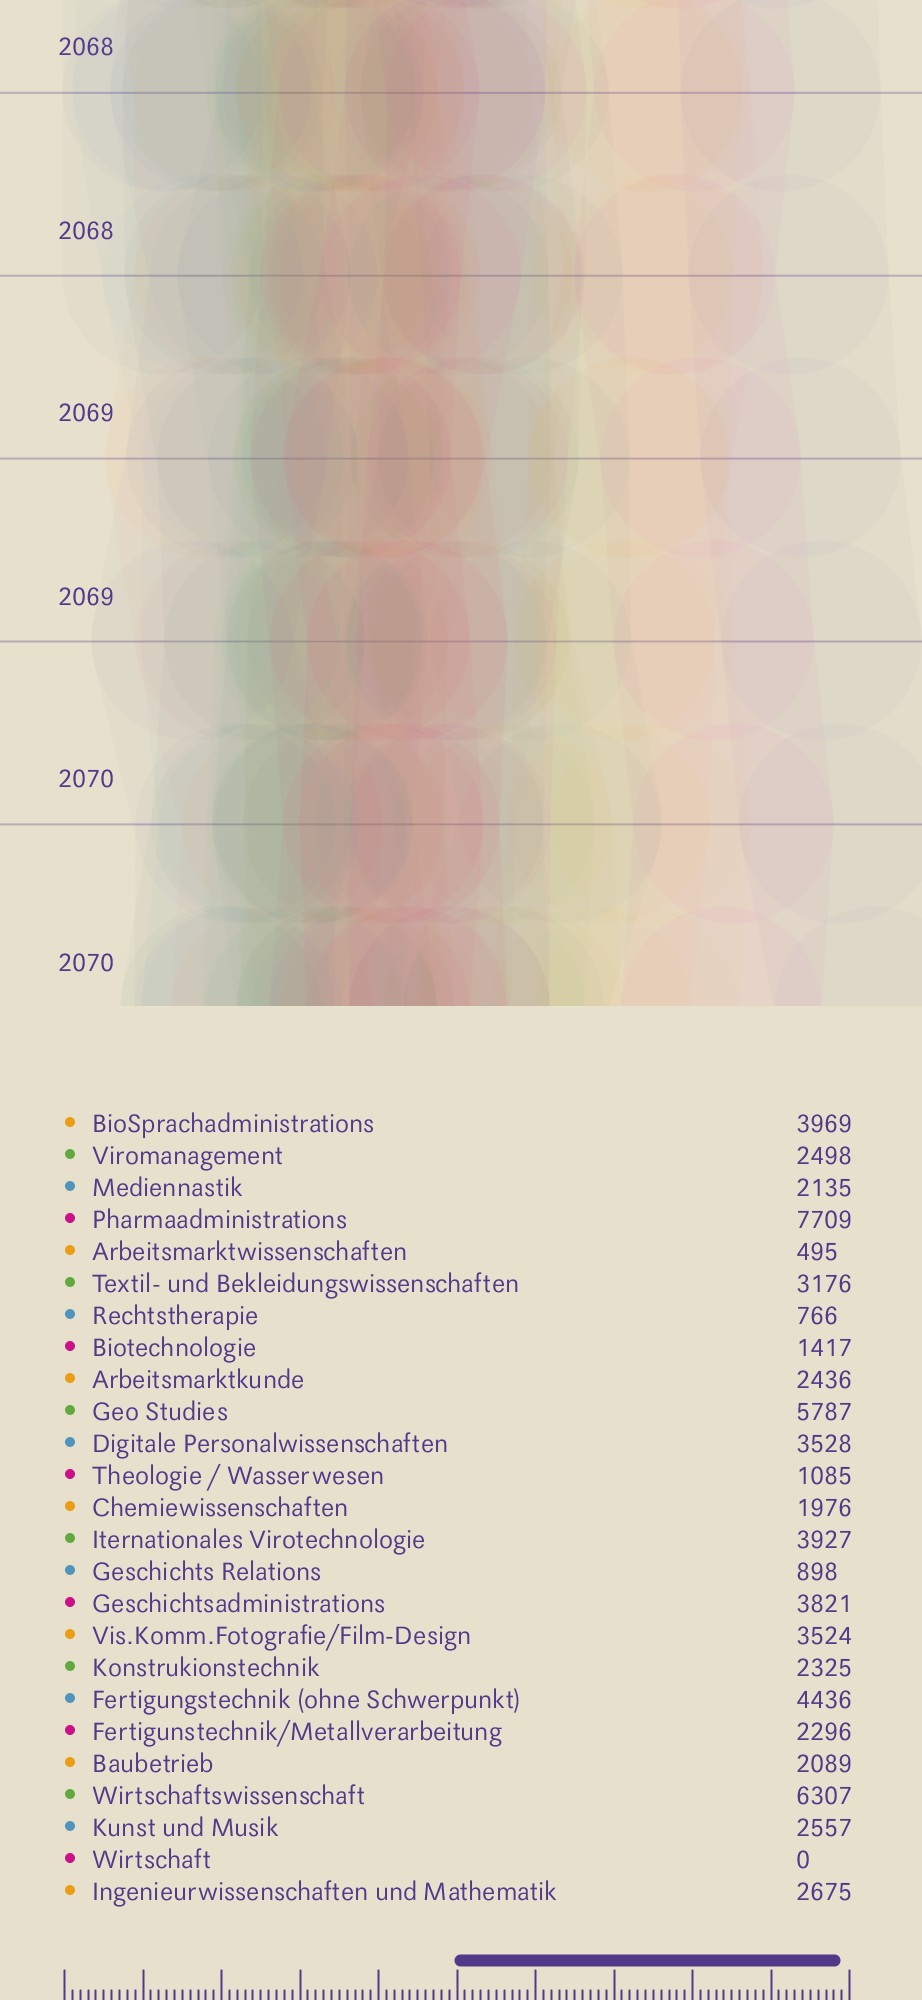 2068
2068
2069
2069
2070
2070
BioSprachadministrations 3969
Viromanagement 2498
Mediennastik 2135
Pharmaadministrations 7709
Arbeitsmarktwissenschaften 495
Textil- und Bekleidungswissenschaften 3176
Rechtstherapie 766
Biotechnologie 1417
Arbeitsmarktkunde 2436
Geo Studies 5787
Digitale Personalwissenschaften 3528
Theologie / Wasserwesen 1085
Chemiewissenschaften 1976
Iternationales Virotechnologie 3927
Geschichts Relations 898
Geschichtsadministrations 3821
Vis.Komm.Fotografie/Film-Design 3524
Konstrukionstechnik 2325
Fertigungstechnik (ohne Schwerpunkt) 4436
Fertigunstechnik/Metallverarbeitung 2296
Baubetrieb 2089
Wirtschaftswissenschaft 6307
Kunst und Musik 2557
Wirtschaft 0
Ingenieurwissenschaften und Mathematik 2675